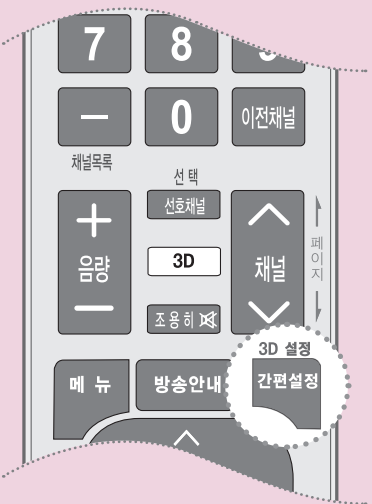 7 8
— 0 이전채널
채널목록
선 택
선호채널
+
음량
—
3D
채널
페이지
조용히
3D 설정
메 뉴 방송안내 간편설정